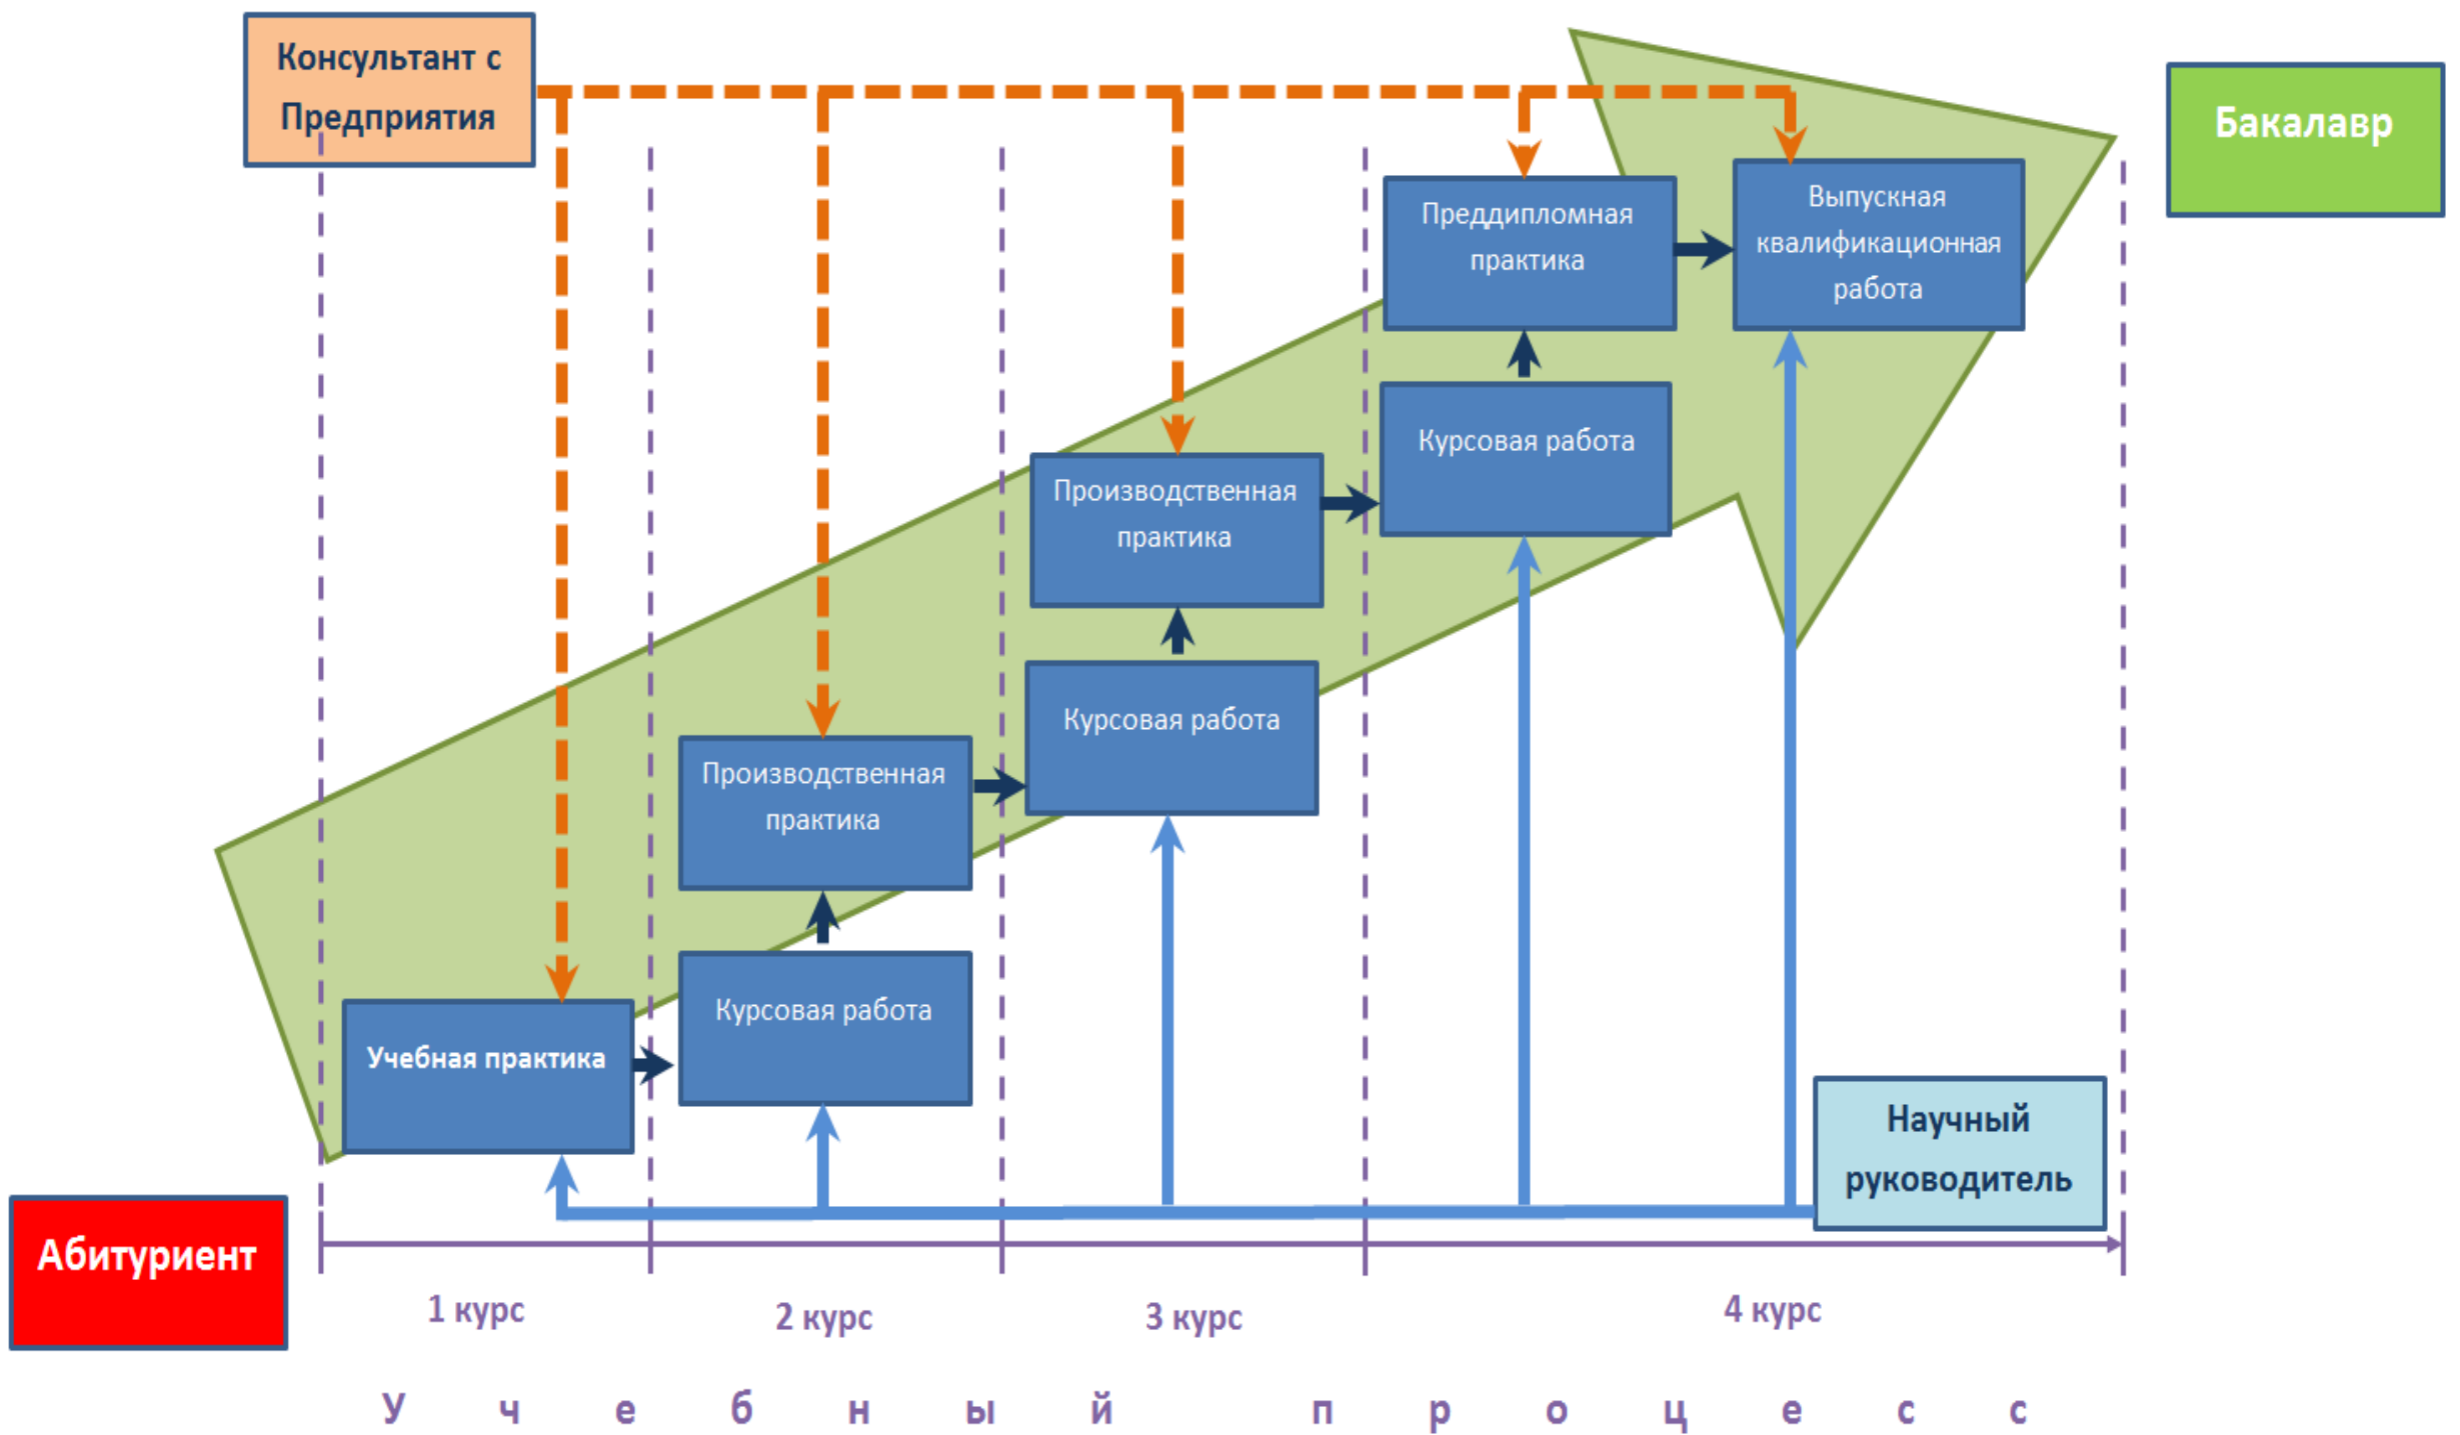 Консультант с
Предприятия
Бакалавр
Преддипломная
практика
Выпускная
квалификационная
работа
Курсовая работа
Производственная
практика
Курсовая работа
Производственная
практика
Курсовая работа
Учебная практика
Научный
руководитель
Абитуриент
1 курс
2 курс
3 курс
4 курс
У ч е б н ы й п р о ц е с с